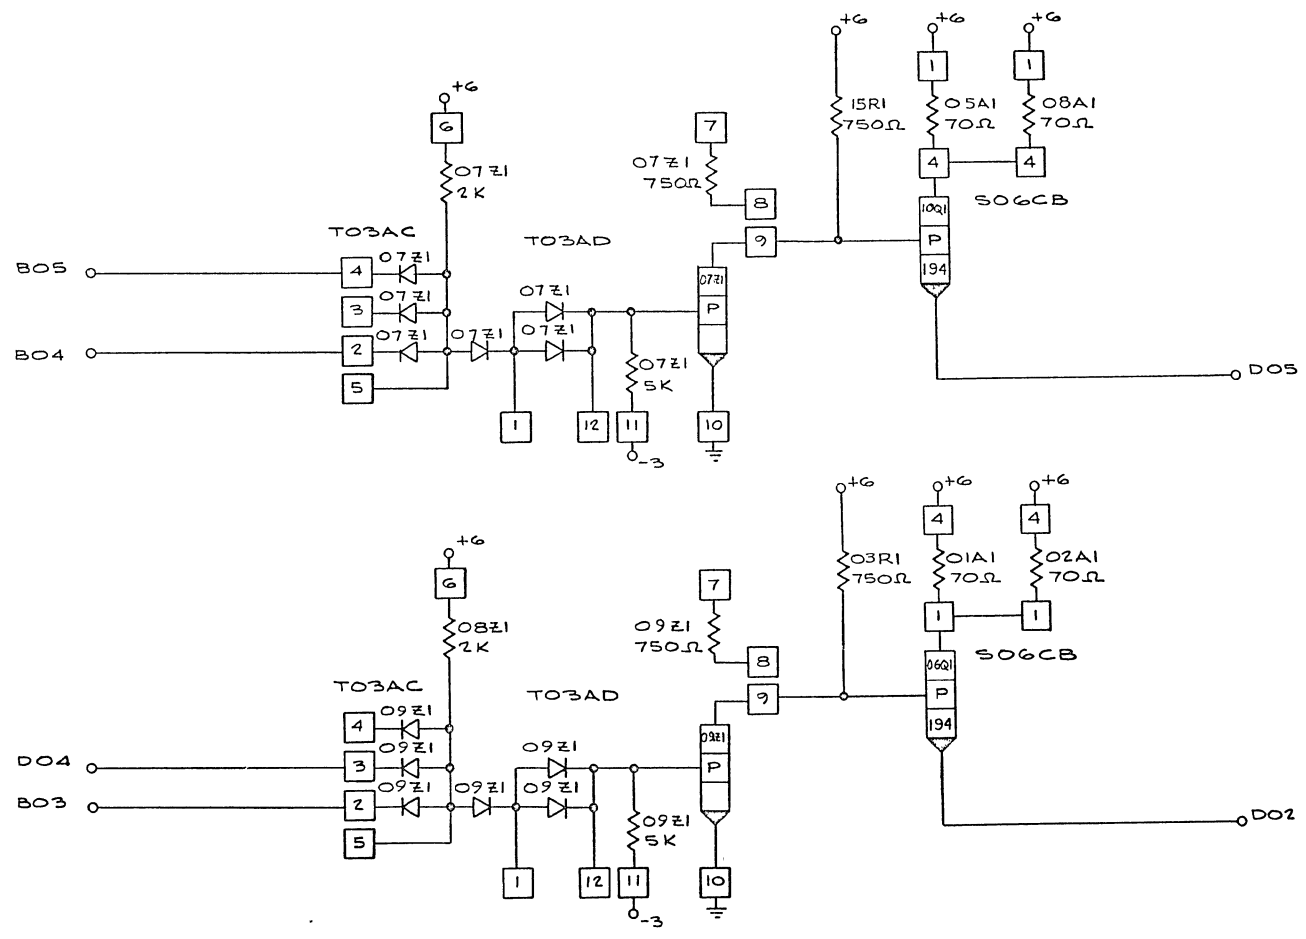 +6
+6
+6
1
1
+6
15R1
750Ω
05A1
70Ω
08A1
70Ω
6
7
07Z1
2K
07Z1
750Ω
4
4
8
S06CB
10Q1
P
194
T03AC
T03AD
9
B05
4
07Z1
07Z1
P
3
07Z1
07Z1
B04
2
07Z1
07Z1
07Z1
07Z1
5K
5
D05
1
12
11
10
-3
+6
+6
+6
4
4
+6
03R1
750Ω
01A1
70Ω
02A1
70Ω
6
7
08Z1
2K
09Z1
750Ω
1
1
8
S06CB
06Q1
P
194
T03AC
T03AD
9
4
09Z1
09Z1
P
D04
3
09Z1
09Z1
B03
2
09Z1
09Z1
09Z1
09Z1
5K
5
D02
1
12
11
10
-3